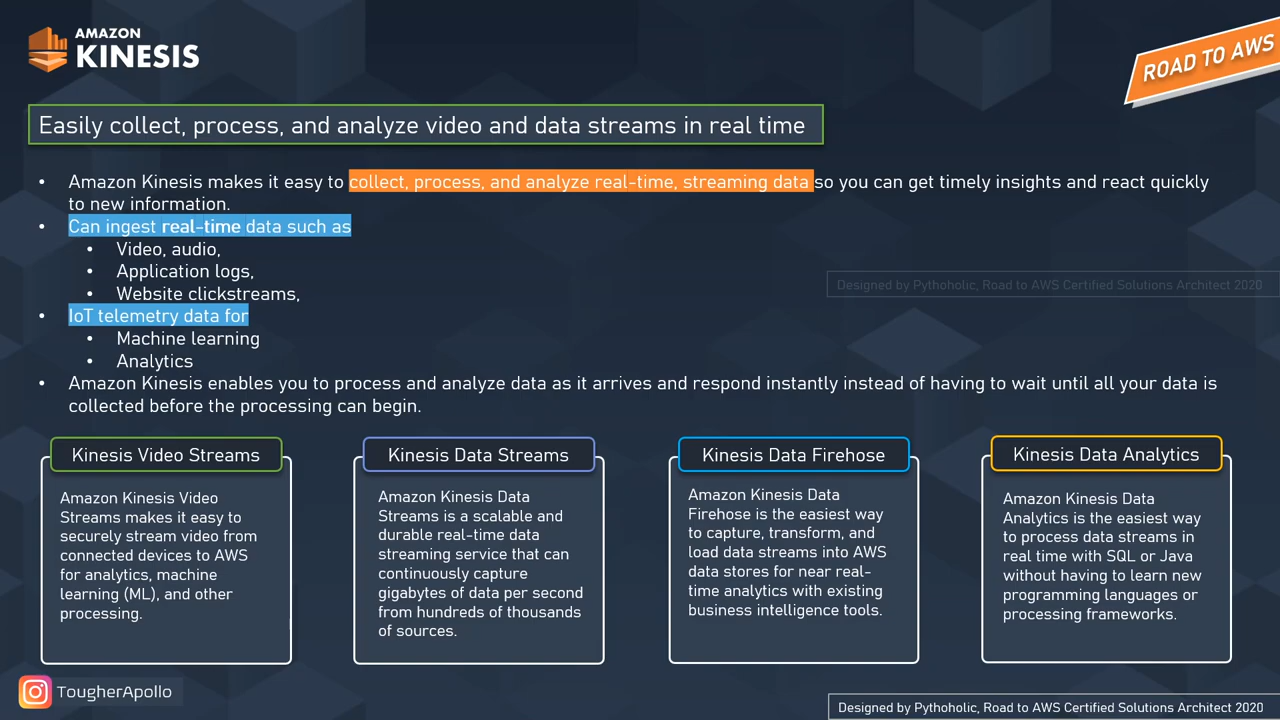 AMAZON
KINESIS
ROAD TO AWS
Easily collect, process, and analyze video and data streams in real time
• Amazon Kinesis makes it easy to collect, process, and analyze real-time, streaming data so you can get timely insights and react quickly
to new information.
• Can ingest real-time data such as
• Video, audio,
• Application logs,
• Website clickstreams,
Designed by Pythoholic, Road to AWS Certified Solutions Architect 2020
• IoT telemetry data for
• Machine learning
• Analytics
• Amazon Kinesis enables you to process and analyze data as it arrives and respond instantly instead of having to wait until all your data is
collected before the processing can begin.
Kinesis Video Streams
Amazon Kinesis Video
Streams makes it easy to
securely stream video from
connected devices to AWS
for analytics, machine
learning (ML), and other
processing.
Kinesis Data Streams
Amazon Kinesis Data
Streams is a scalable and
durable real-time data
streaming service that can
continuously capture
gigabytes of data per second
from hundreds of thousands
of sources.
Kinesis Data Firehose
Amazon Kinesis Data
Firehose is the easiest way
to capture, transform, and
load data streams into AWS
data stores for near real-
time analytics with existing
business intelligence tools.
Kinesis Data Analytics
Amazon Kinesis Data
Analytics is the easiest way
to process data streams in
real time with SQL or Java
without having to learn new
programming languages or
processing frameworks.
TougherApollo
Designed by Pythoholic, Road to AWS Certified Solutions Architect 2020